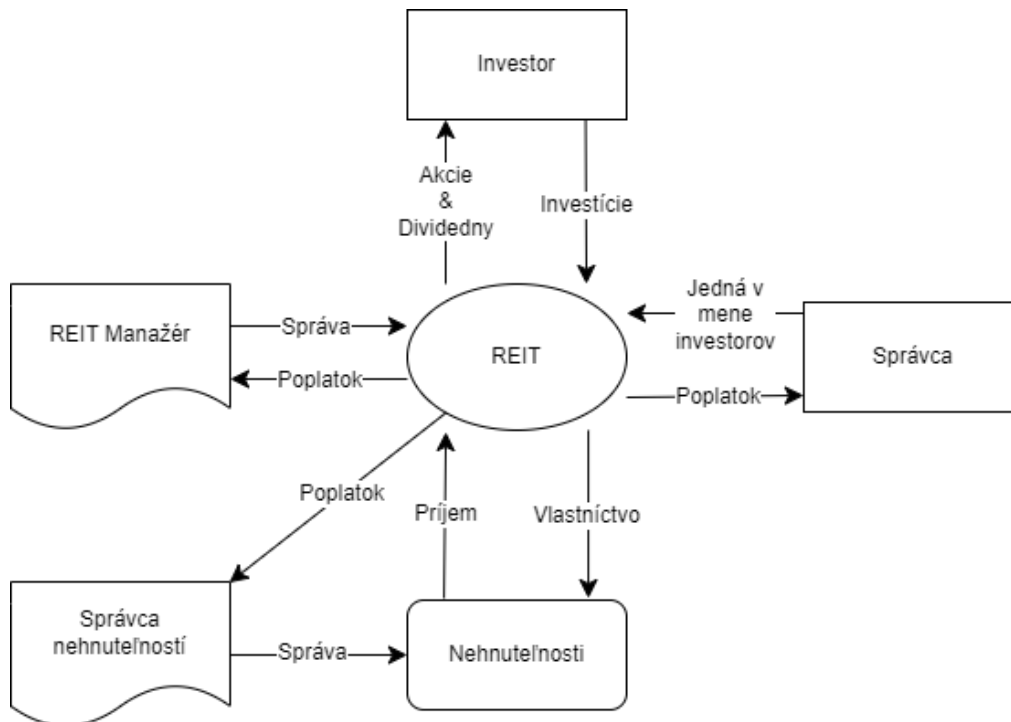 Investor
Akcie
&
Dividedny
Investície
REIT Manažér
Správa
Poplatok
REIT
Jedná v
mene
investorov
Poplatok
Správca
Poplatok
Príjem
Vlastníctvo
Správca
nehnuteľností
Správa
Nehnuteľnosti